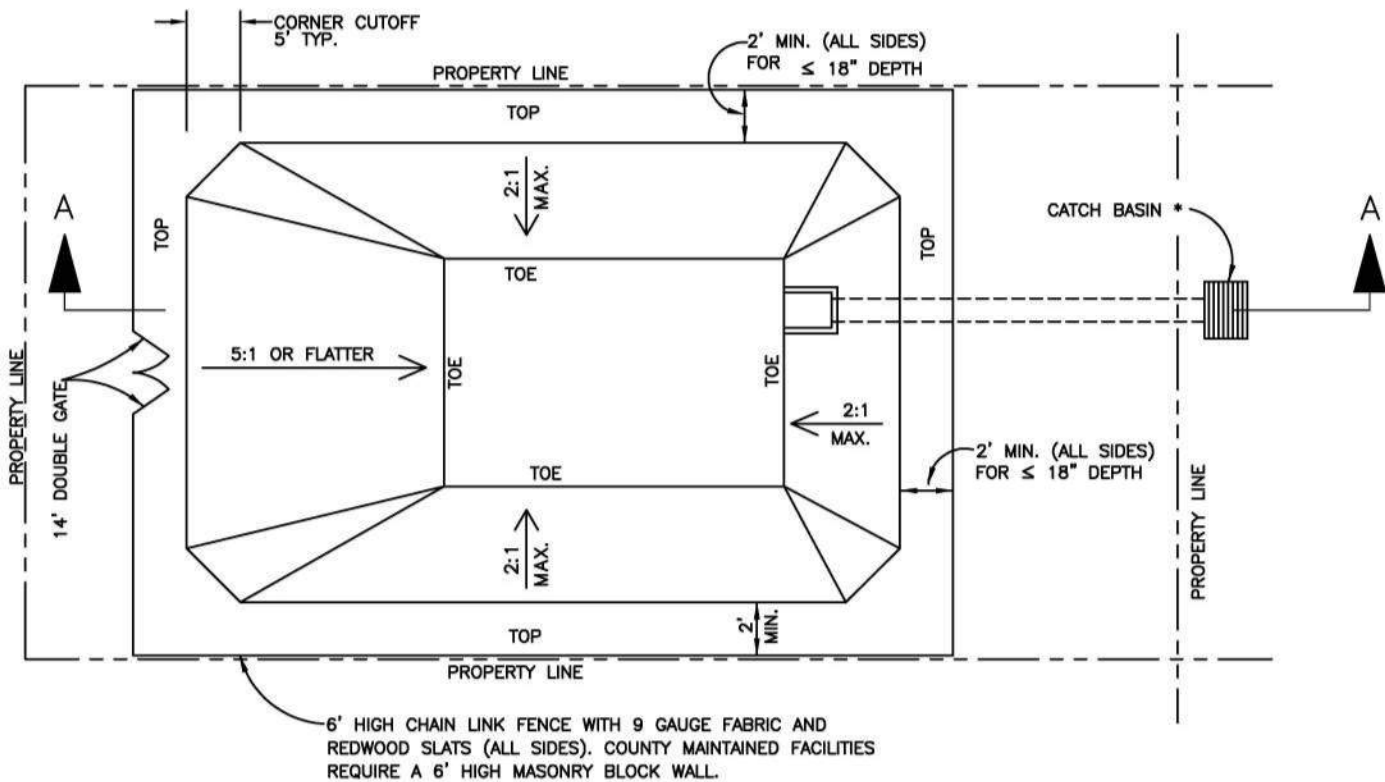 CORNER CUTOFF
5' TYP.
2' MIN. (ALL SIDES)
FOR ≤ 18" DEPTH
PROPERTY LINE
TOP
2:1
MAX.
A
TOP
TOP
CATCH BASIN *
A
TOE
5:1 OR FLATTER
TOE
TOE
2:1
MAX.
PROPERTY LINE
14' DOUBLE GATE
2' MIN. (ALL SIDES)
FOR ≤ 18" DEPTH
TOE
2:1
MAX.
PROPERTY LINE
2'
MIN.
TOP
PROPERTY LINE
6' HIGH CHAIN LINK FENCE WITH 9 GAUGE FABRIC AND
REDWOOD SLATS (ALL SIDES). COUNTY MAINTAINED FACILITIES
REQUIRE A 6' HIGH MASONRY BLOCK WALL.